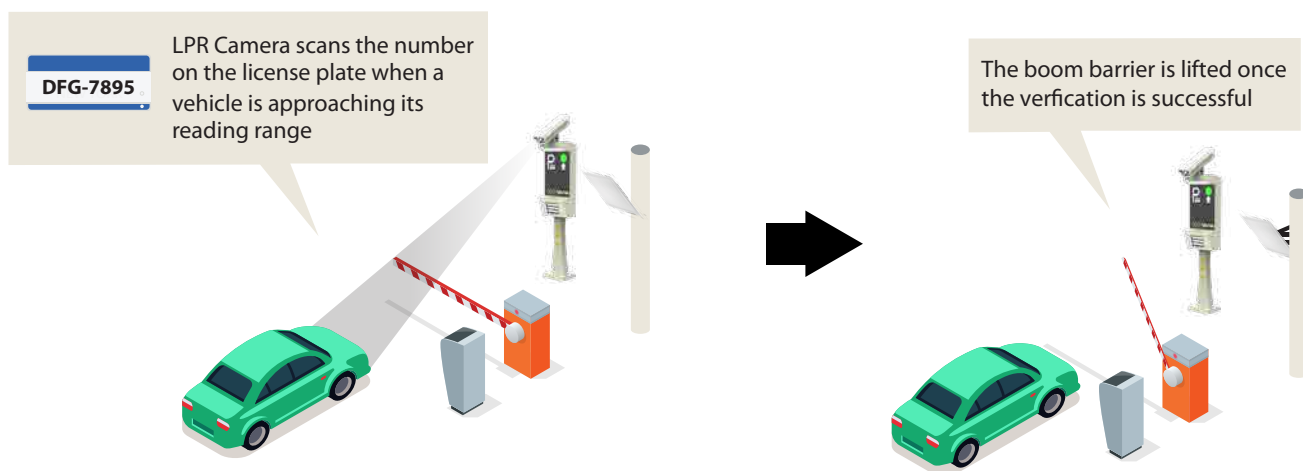 DFG-7895
LPR Camera scans the number
on the license plate when a
vehicle is approaching its
reading range
The boom barrier is lifted once
the verfication is successful
P
P